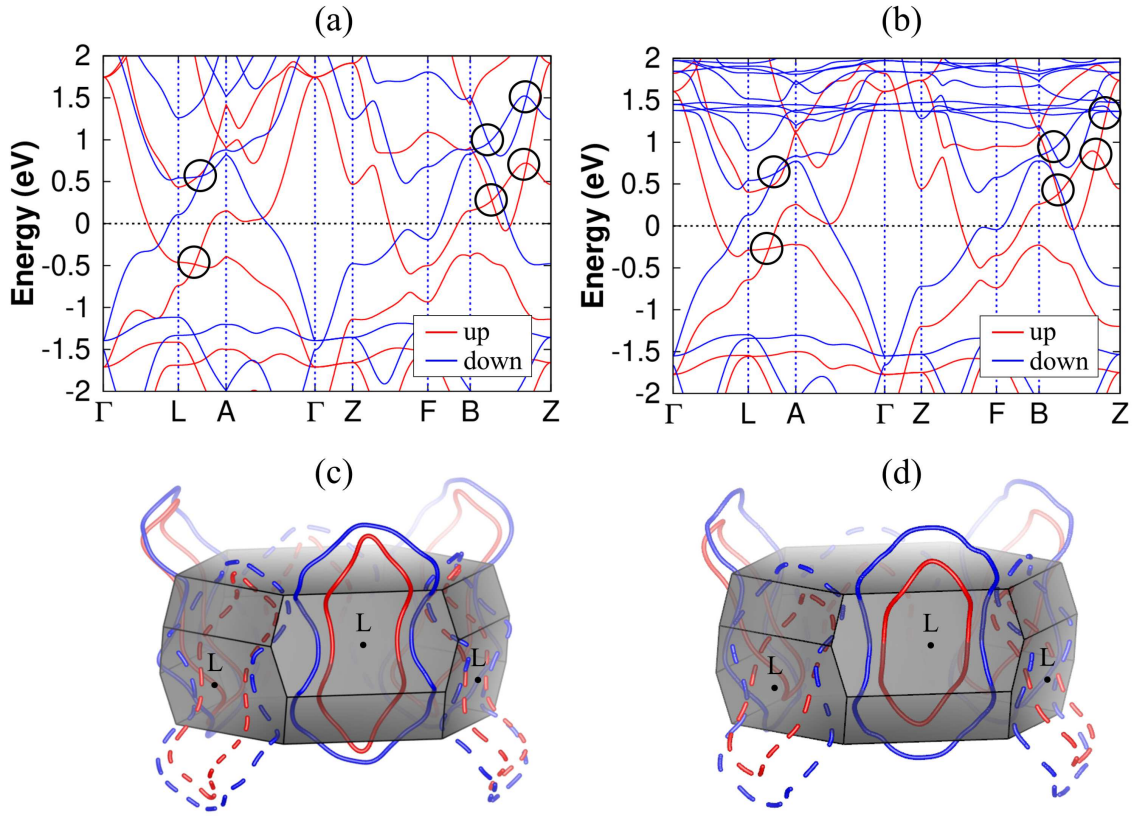 (a)
(b)
2
1.5
1
0.5
0
-0.5
-1
-1.5
-2
Energy (eV)
up
down
Γ L A Γ Z F B Z
2
1.5
1
0.5
0
-0.5
-1
-1.5
-2
Energy (eV)
up
down
Γ L A Γ Z F B Z
(c)
(d)
L
L
L
L
L
L